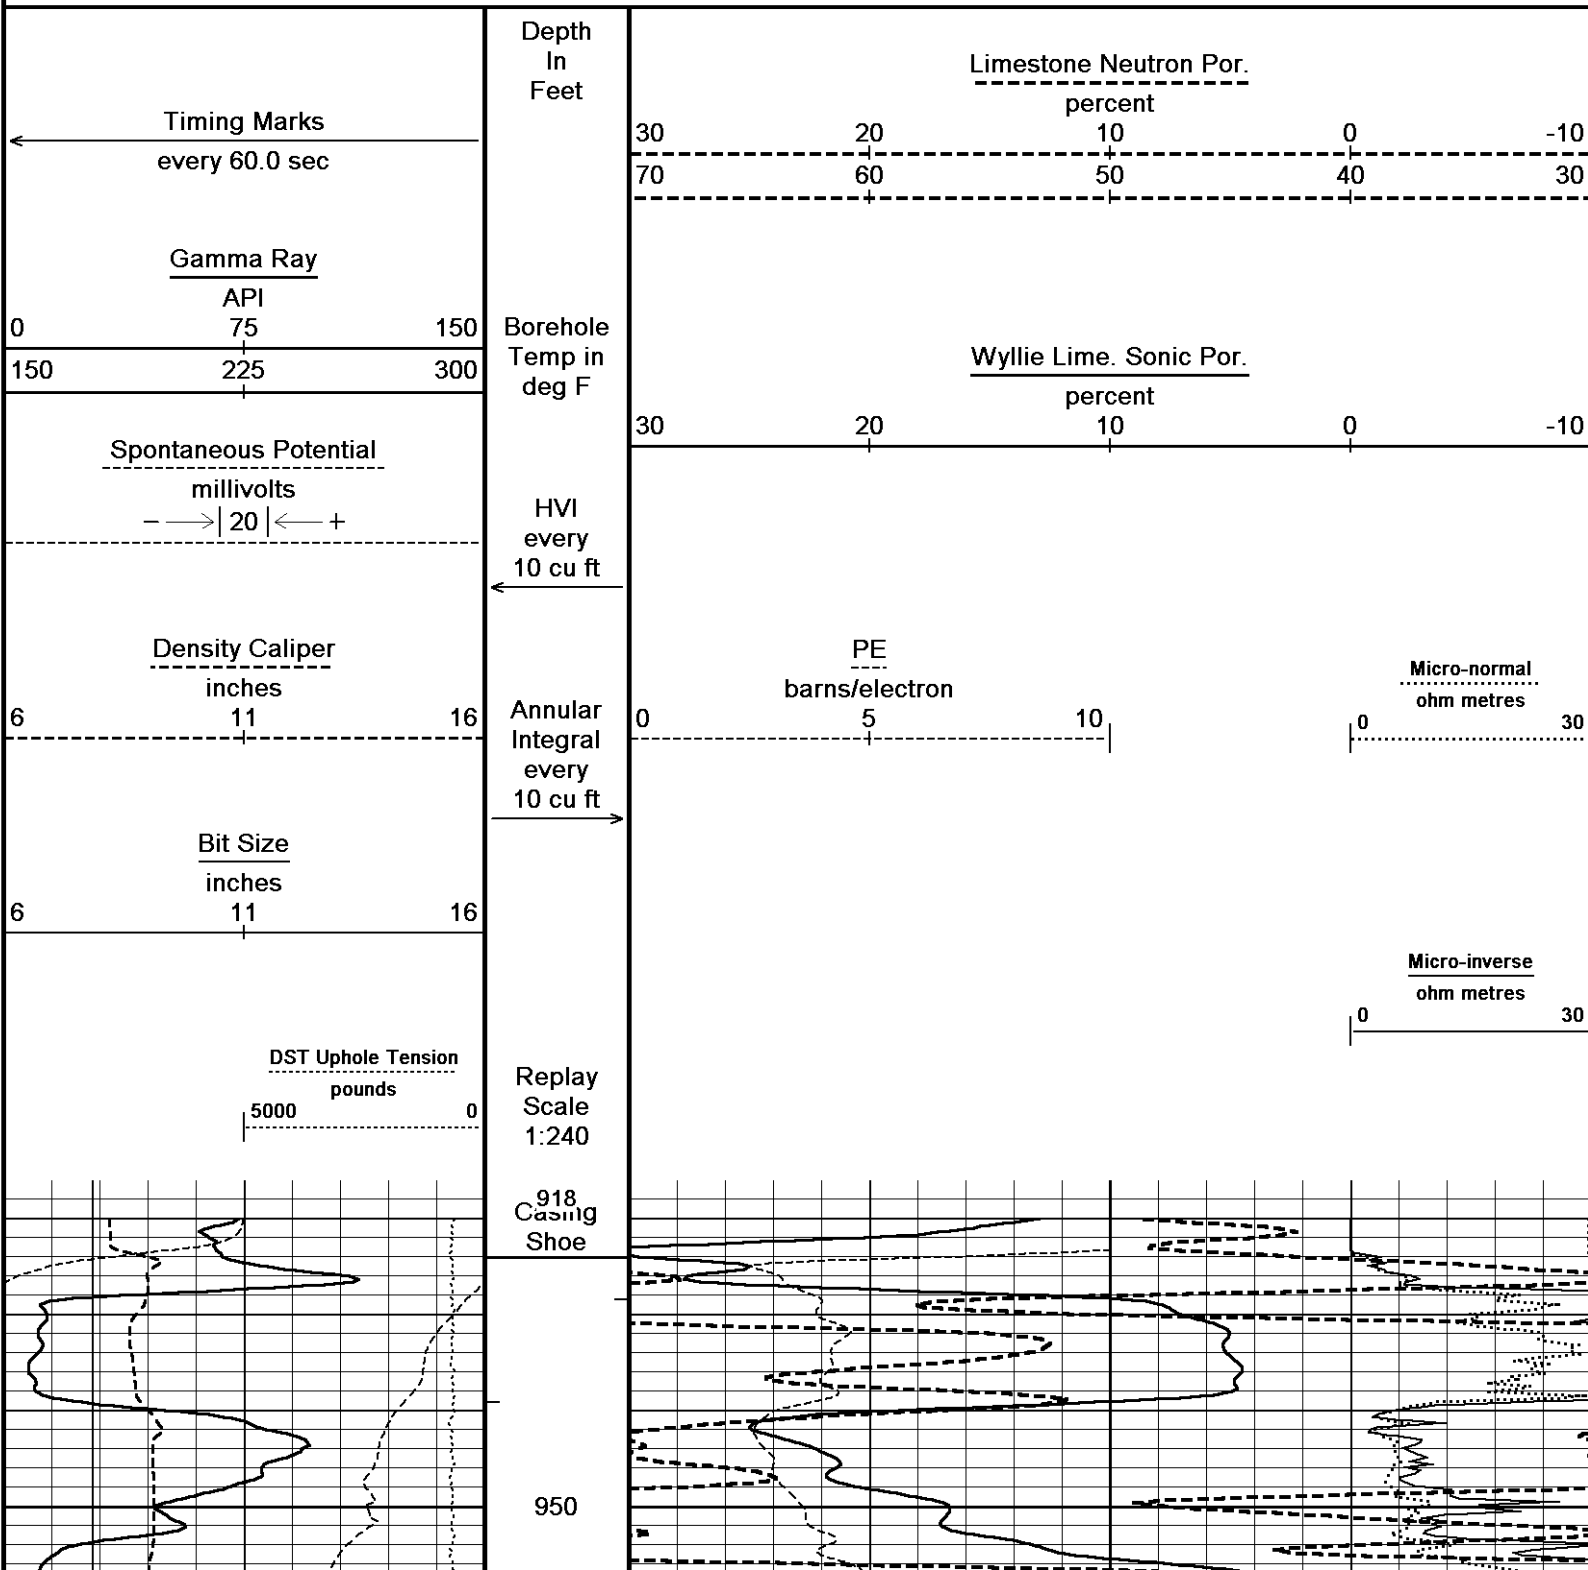 Timing Marks
every 60.0 sec
Gamma Ray
API
0 75 150
150 225 300
Spontaneous Potential
millivolts
− 20 +
Density Caliper
inches
6 11 16
Bit Size
inches
6 11 16
DST Uphole Tension
pounds
5000 0
Depth
In
Feet
Borehole
Temp in
deg F
HVI
every
10 cu ft
Annular
Integral
every
10 cu ft
Replay
Scale
1:240
918
Casing
Shoe
950
Limestone Neutron Por.
percent
30 20 10 0 -10
70 60 50 40 30
Wyllie Lime. Sonic Por.
percent
30 20 10 0 -10
PE
barns/electron
0 5 10
Micro-normal
ohm metres
0 30
Micro-inverse
ohm metres
0 30